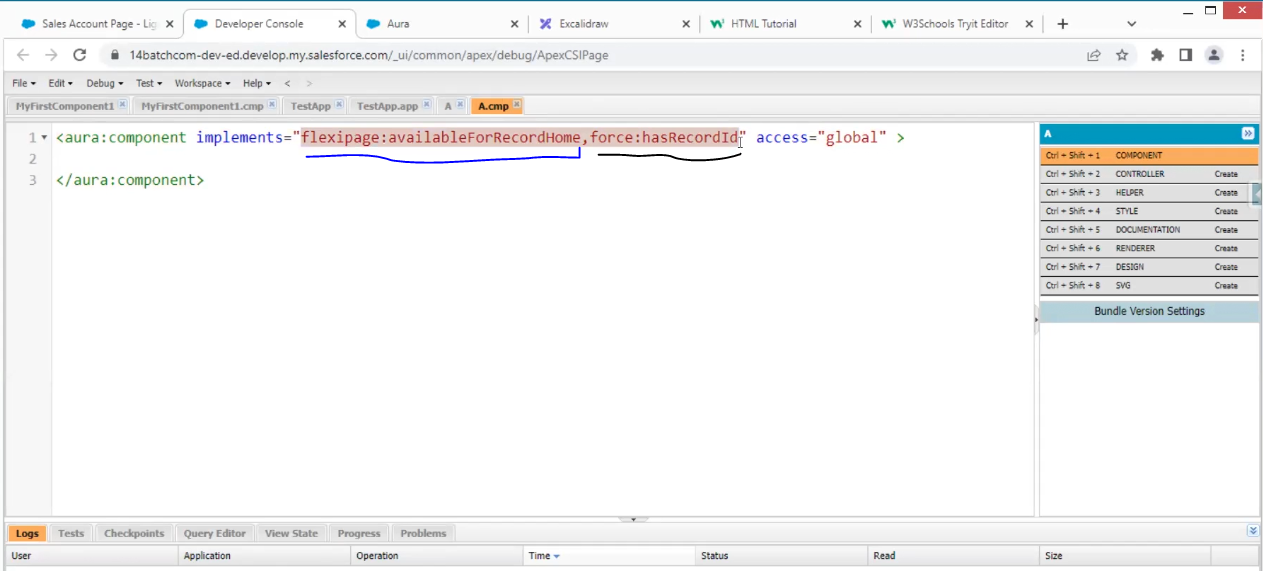 Sales Account Page - Lig Developer Console Aura Excalidraw HTML Tutorial W3Schools Tryit Editor
14batchcom-dev-ed.develop.my.salesforce.com/_ui/common/apex/debug/ApexCSIPage
File Edit Debug Test Workspace Help < >
MyFirstComponent1 MyFirstComponent1.cmp TestApp TestApp.app A A.cmp
1 <aura:component implements="flexipage:availableForRecordHome,force:hasRecordId" access="global" >
2
3 </aura:component>
A
Ctrl + Shift + 1 COMPONENT
Ctrl + Shift + 2 CONTROLLER Create
Ctrl + Shift + 3 HELPER Create
Ctrl + Shift + 4 STYLE Create
Ctrl + Shift + 5 DOCUMENTATION Create
Ctrl + Shift + 6 RENDERER Create
Ctrl + Shift + 7 DESIGN Create
Ctrl + Shift + 8 SVG Create
Bundle Version Settings
Logs Tests Checkpoints Query Editor View State Progress Problems
User Application Operation Time Status Read Size